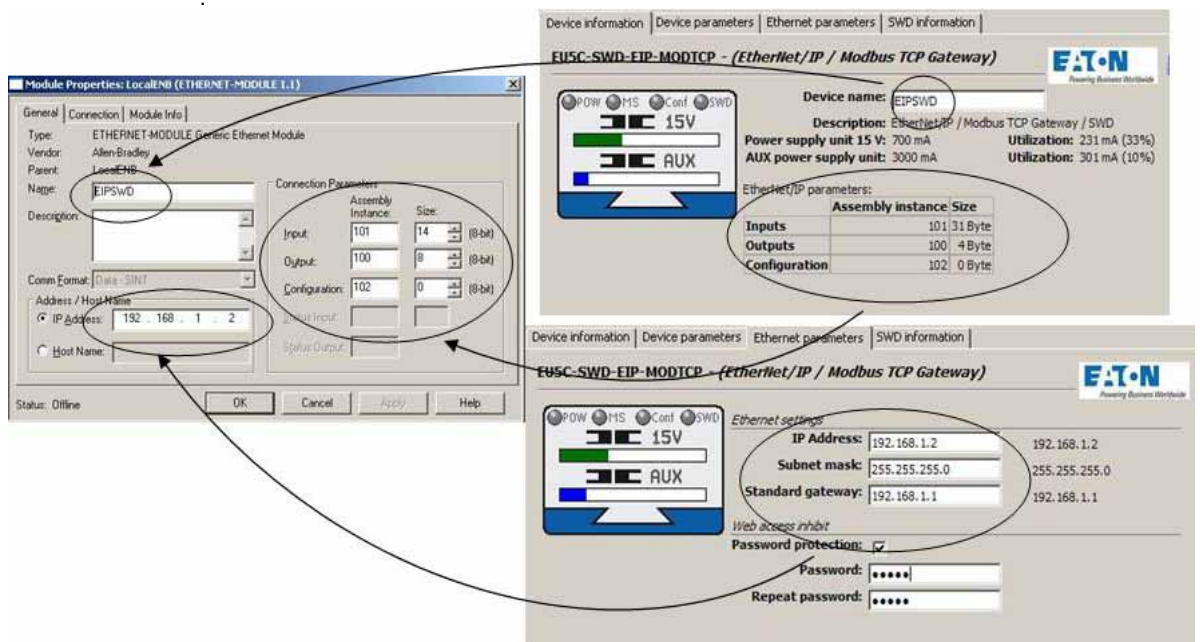 Module Properties: LocalENB (ETHERNET-MODULE 1.1)
General Connection Module Info
Type: ETHERNET-MODULE Generic Ethernet Module
Vendor: Allen-Bradley
Parent: LocalENB
Name: EIPSWD
Description:
Comm Format: Data - SINT
Address / Host Name
IP Address: 192 . 168 . 1 . 2
Host Name:
Connection Parameters
Assembly Instance: Size:
Input: 101 14 (8-bit)
Output: 100 8 (8-bit)
Configuration: 102 0 (8-bit)
Status Input:
Status Output:
Status: Offline
OK Cancel Apply Help
Device information Device parameters Ethernet parameters SWD information
EU5C-SWD-EIP-MODTCP - (EtherNet/IP / Modbus TCP Gateway)
EATON
Powering Business Worldwide
POW MS Conf SWD
15V
AUX
Device name: EIPSWD
Description: EtherNet/IP / Modbus TCP Gateway / SWD
Power supply unit 15 V: 700 mA Utilization: 231 mA (33%)
AUX power supply unit: 3000 mA Utilization: 301 mA (10%)
EtherNet/IP parameters:
Assembly instance Size
Inputs 101 31 Byte
Outputs 100 4 Byte
Configuration 102 0 Byte
Device information Device parameters Ethernet parameters SWD information
EU5C-SWD-EIP-MODTCP - (EtherNet/IP / Modbus TCP Gateway)
EATON
Powering Business Worldwide
POW MS Conf SWD
15V
AUX
Ethernet settings
IP Address: 192.168.1.2 192.168.1.2
Subnet mask: 255.255.255.0 255.255.255.0
Standard gateway: 192.168.1.1 192.168.1.1
Web access inhibit
Password protection:
Password: •••••
Repeat password: •••••